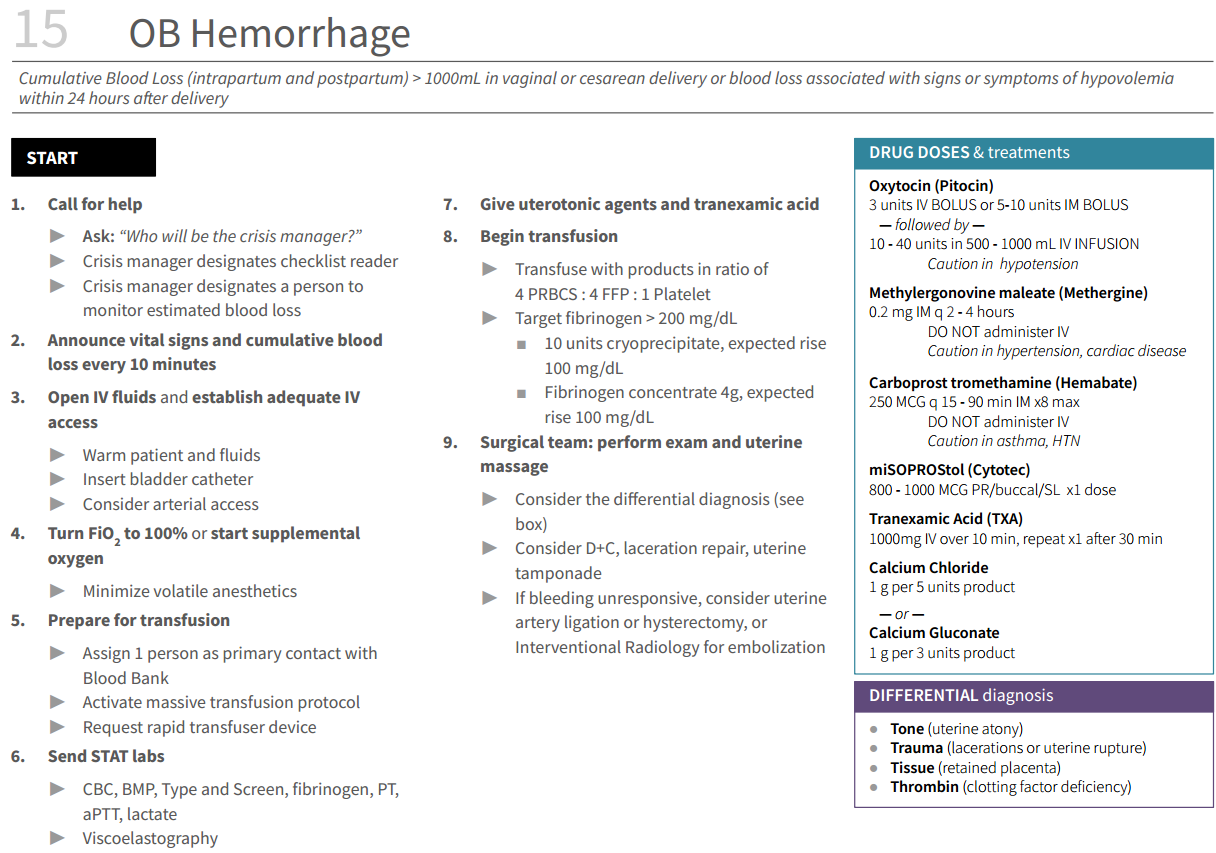 15 OB Hemorrhage
Cumulative Blood Loss (intrapartum and postpartum) > 1000mL in vaginal or cesarean delivery or blood loss associated with signs or symptoms of hypovolemia
within 24 hours after delivery
START
1. Call for help
▶ Ask: “Who will be the crisis manager?”
▶ Crisis manager designates checklist reader
▶ Crisis manager designates a person to
monitor estimated blood loss
2. Announce vital signs and cumulative blood
loss every 10 minutes
3. Open IV fluids and establish adequate IV
access
▶ Warm patient and fluids
▶ Insert bladder catheter
▶ Consider arterial access
4. Turn FiO2 to 100% or start supplemental
oxygen
▶ Minimize volatile anesthetics
5. Prepare for transfusion
▶ Assign 1 person as primary contact with
Blood Bank
▶ Activate massive transfusion protocol
▶ Request rapid transfuser device
6. Send STAT labs
▶ CBC, BMP, Type and Screen, fibrinogen, PT,
aPTT, lactate
▶ Viscoelastography
7. Give uterotonic agents and tranexamic acid
8. Begin transfusion
▶ Transfuse with products in ratio of
4 PRBCS : 4 FFP : 1 Platelet
▶ Target fibrinogen > 200 mg/dL
■ 10 units cryoprecipitate, expected rise
100 mg/dL
■ Fibrinogen concentrate 4g, expected
rise 100 mg/dL
9. Surgical team: perform exam and uterine
massage
▶ Consider the differential diagnosis (see
box)
▶ Consider D+C, laceration repair, uterine
tamponade
▶ If bleeding unresponsive, consider uterine
artery ligation or hysterectomy, or
Interventional Radiology for embolization
DRUG DOSES & treatments
Oxytocin (Pitocin)
3 units IV BOLUS or 5-10 units IM BOLUS
— followed by —
10 - 40 units in 500 - 1000 mL IV INFUSION
Caution in hypotension
Methylergonovine maleate (Methergine)
0.2 mg IM q 2 - 4 hours
DO NOT administer IV
Caution in hypertension, cardiac disease
Carboprost tromethamine (Hemabate)
250 MCG q 15 - 90 min IM x8 max
DO NOT administer IV
Caution in asthma, HTN
miSOPROStol (Cytotec)
800 - 1000 MCG PR/buccal/SL x1 dose
Tranexamic Acid (TXA)
1000mg IV over 10 min, repeat x1 after 30 min
Calcium Chloride
1 g per 5 units product
— or —
Calcium Gluconate
1 g per 3 units product
DIFFERENTIAL diagnosis
● Tone (uterine atony)
● Trauma (lacerations or uterine rupture)
● Tissue (retained placenta)
● Thrombin (clotting factor deficiency)